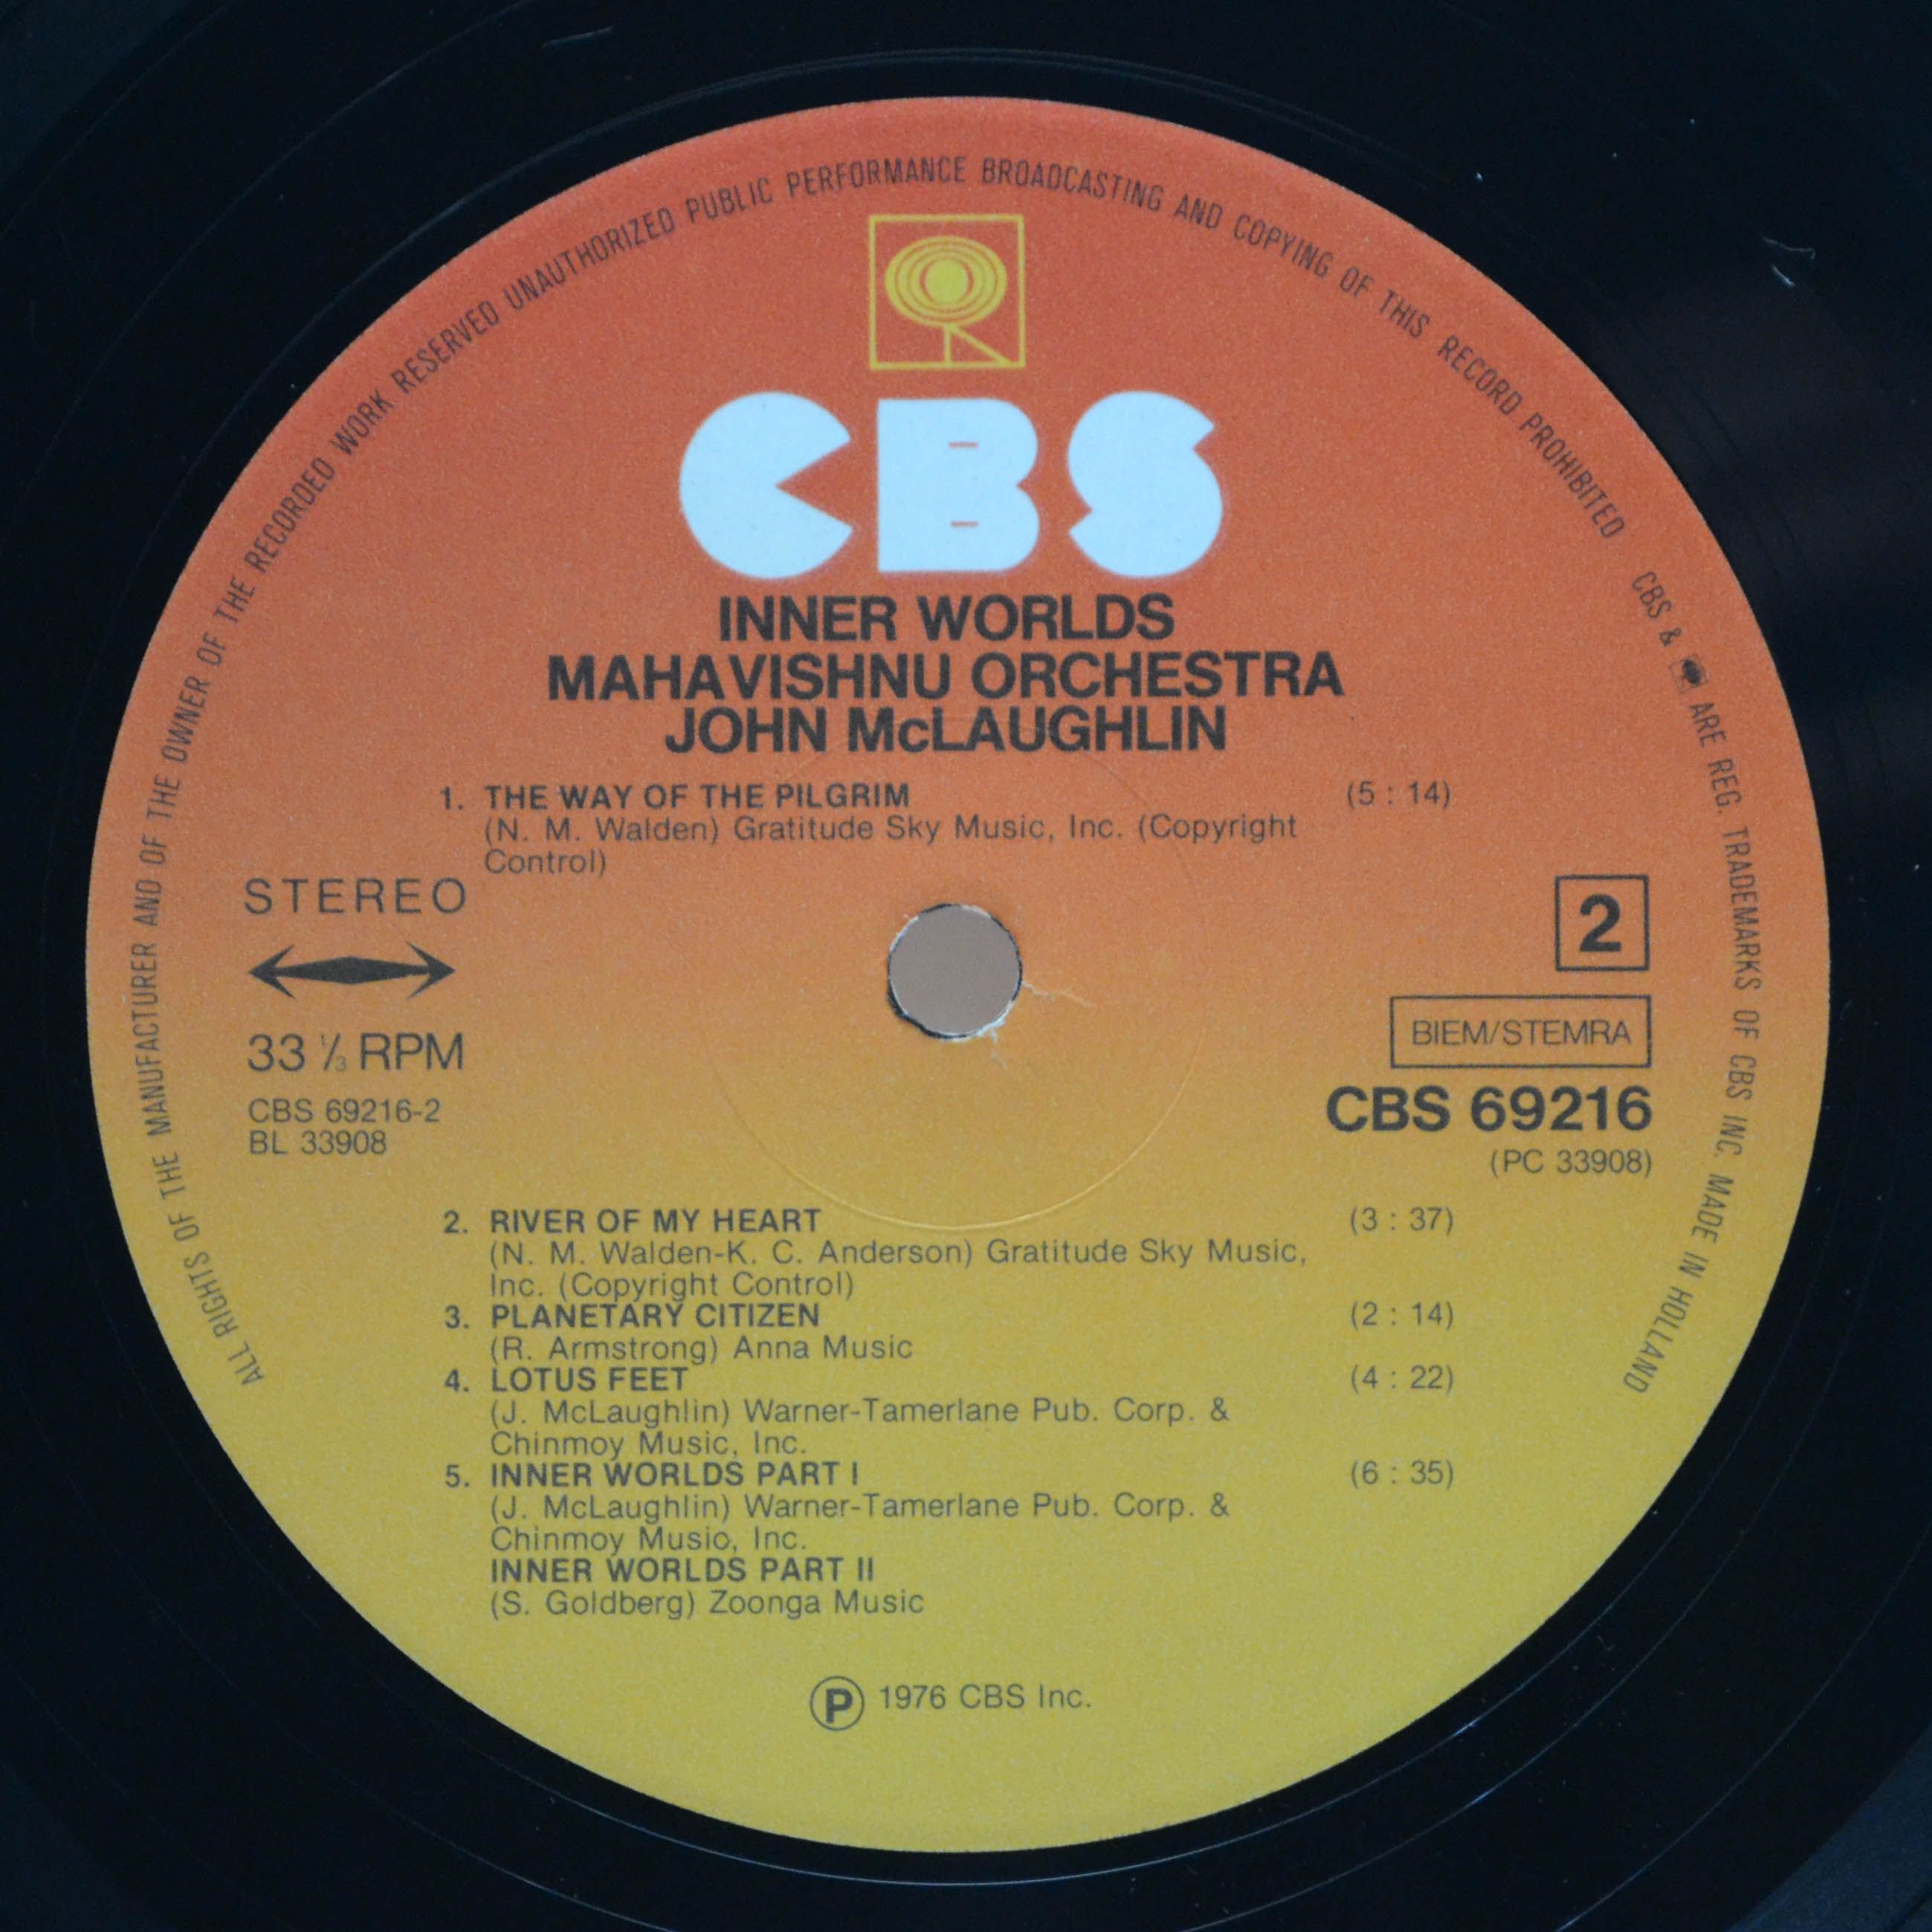 ALL RIGHTS OF THE MANUFACTURER AND OF THE OWNER OF THE RECORDED WORK RESERVED UNAUTHORIZED PUBLIC PERFORMANCE BROADCASTING AND COPYING OF THIS RECORD PROHIBITED CBS & ARE REG. TRADEMARKS OF CBS INC. MADE IN HOLLAND
CBS
INNER WORLDS
MAHAVISHNU ORCHESTRA
JOHN McLAUGHLIN
1. THE WAY OF THE PILGRIM (5 : 14)
(N. M. Walden) Gratitude Sky Music, Inc. (Copyright
Control)
STEREO
2
33 1/3 RPM
BIEM/STEMRA
CBS 69216-2
BL 33908
CBS 69216
(PC 33908)
2. RIVER OF MY HEART (3 : 37)
(N. M. Walden-K. C. Anderson) Gratitude Sky Music,
Inc. (Copyright Control)
3. PLANETARY CITIZEN (2 : 14)
(R. Armstrong) Anna Music
4. LOTUS FEET (4 : 22)
(J. McLaughlin) Warner-Tamerlane Pub. Corp. &
Chinmoy Music, Inc.
5. INNER WORLDS PART I (6 : 35)
(J. McLaughlin) Warner-Tamerlane Pub. Corp. &
Chinmoy Musio, Inc.
INNER WORLDS PART II
(S. Goldberg) Zoonga Music
℗ 1976 CBS Inc.